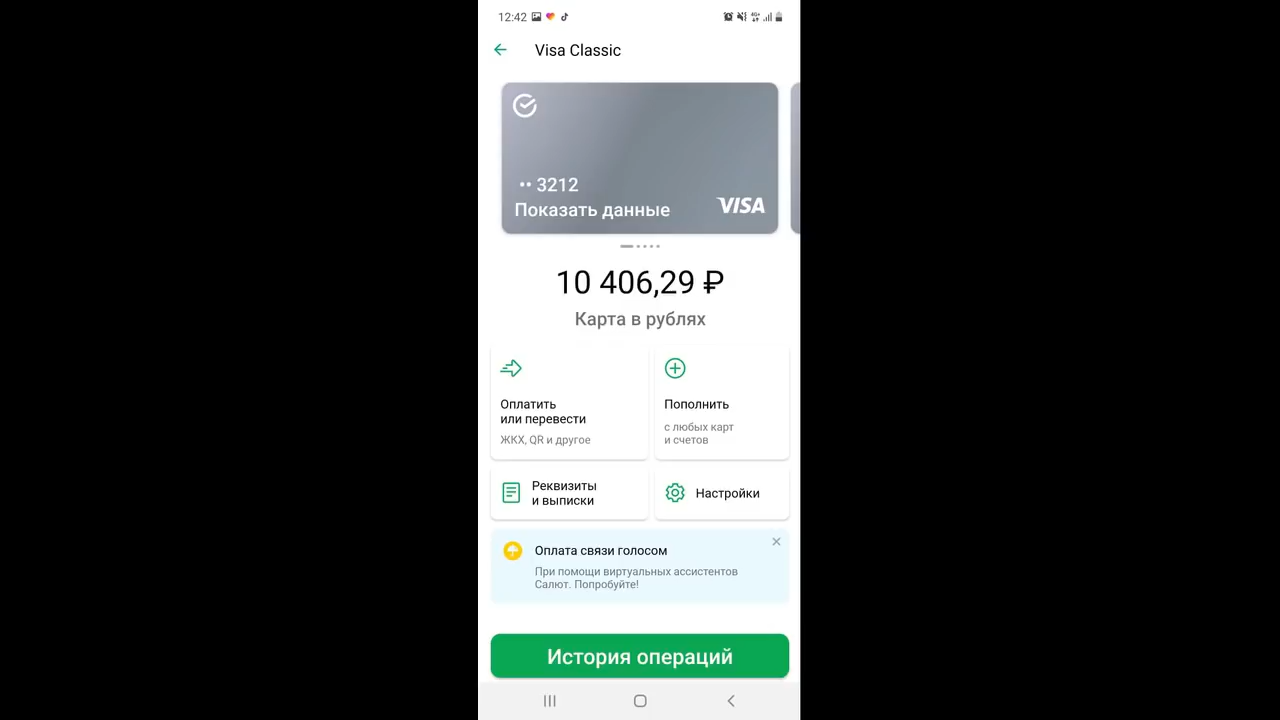 12:42
Visa Classic
•• 3212
Показать данные
VISA
10 406,29 ₽
Карта в рублях
Оплатить
или перевести
ЖКХ, QR и другое
Пополнить
с любых карт
и счетов
Реквизиты
и выписки
Настройки
Оплата связи голосом
При помощи виртуальных ассистентов
Салют. Попробуйте!
История операций